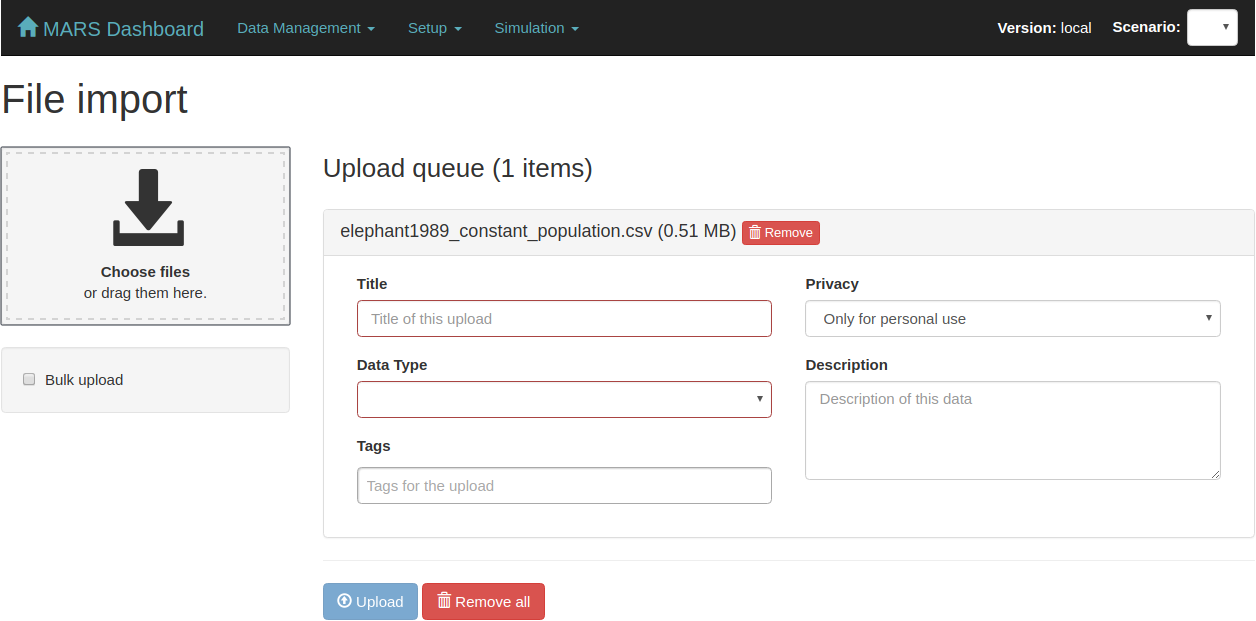 MARS Dashboard Data Management Setup Simulation Version: local Scenario:
File import
Choose files
or drag them here.
Bulk upload
Upload queue (1 items)
elephant1989_constant_population.csv (0.51 MB) Remove
Title
Title of this upload
Privacy
Only for personal use
Data Type
Description
Description of this data
Tags
Tags for the upload
Upload Remove all